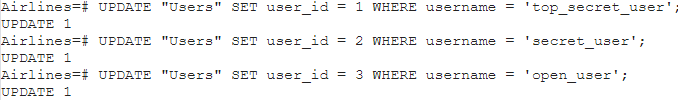 Airlines=# UPDATE "Users" SET user_id = 1 WHERE username = 'top_secret_user';
UPDATE 1
Airlines=# UPDATE "Users" SET user_id = 2 WHERE username = 'secret_user';
UPDATE 1
Airlines=# UPDATE "Users" SET user_id = 3 WHERE username = 'open_user';
UPDATE 1